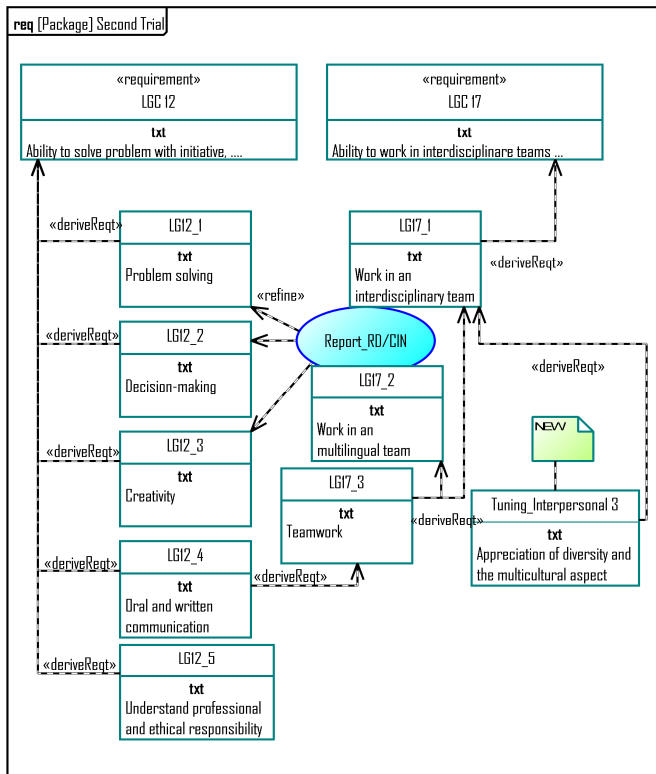 req [Package] Second Trial
«requirement»
LGC 12
txt
Ability to solve problem with initiative, ....
«requirement»
LGC 17
txt
Ability to work in interdisciplinare teams ...
«deriveReqt»
LG12_1
txt
Problem solving
LG17_1
txt
Work in an
interdisciplinary team
«deriveReqt»
«refine»
«deriveReqt»
LG12_2
txt
Decision-making
Report_RD/CIN
«deriveReqt»
LG17_2
txt
Work in an
multilingual team
NEW
«deriveReqt»
LG12_3
txt
Creativity
LG17_3
txt
Teamwork
«deriveReqt»
Tuning_Interpersonal 3
txt
Appreciation of diversity and
the multicultural aspect
«deriveReqt»
LG12_4
txt
Oral and written
communication
«deriveReqt»
«deriveReqt»
LG12_5
txt
Understand professional
and ethical responsibility